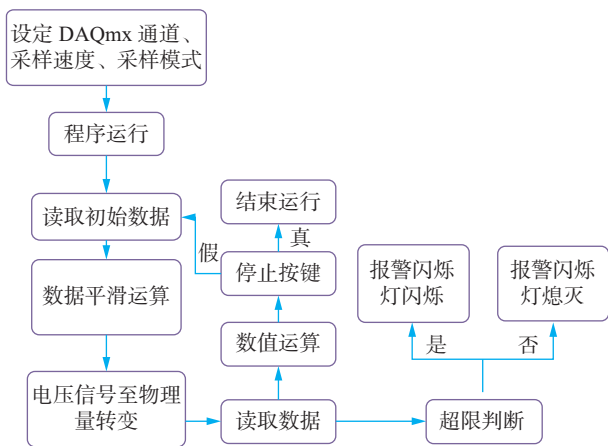 设定 DAQmx 通道、
采样速度、采样模式
程序运行
读取初始数据
数据平滑运算
电压信号至物理
量转变
读取数据
数值运算
停止按键
假
真
结束运行
超限判断
是
否
报警闪烁
灯闪烁
报警闪烁
灯熄灭